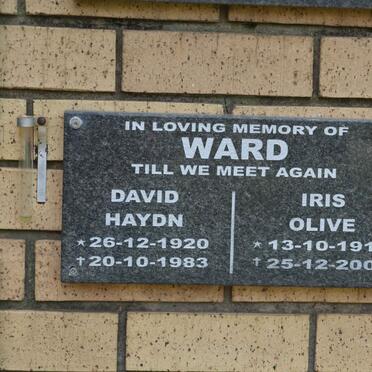 IN LOVING MEMORY OF
WARD
TILL WE MEET AGAIN
DAVID
HAYDN
★26-12-1920
†20-10-1983
IRIS
OLIVE
★13-10-191
†25-12-200